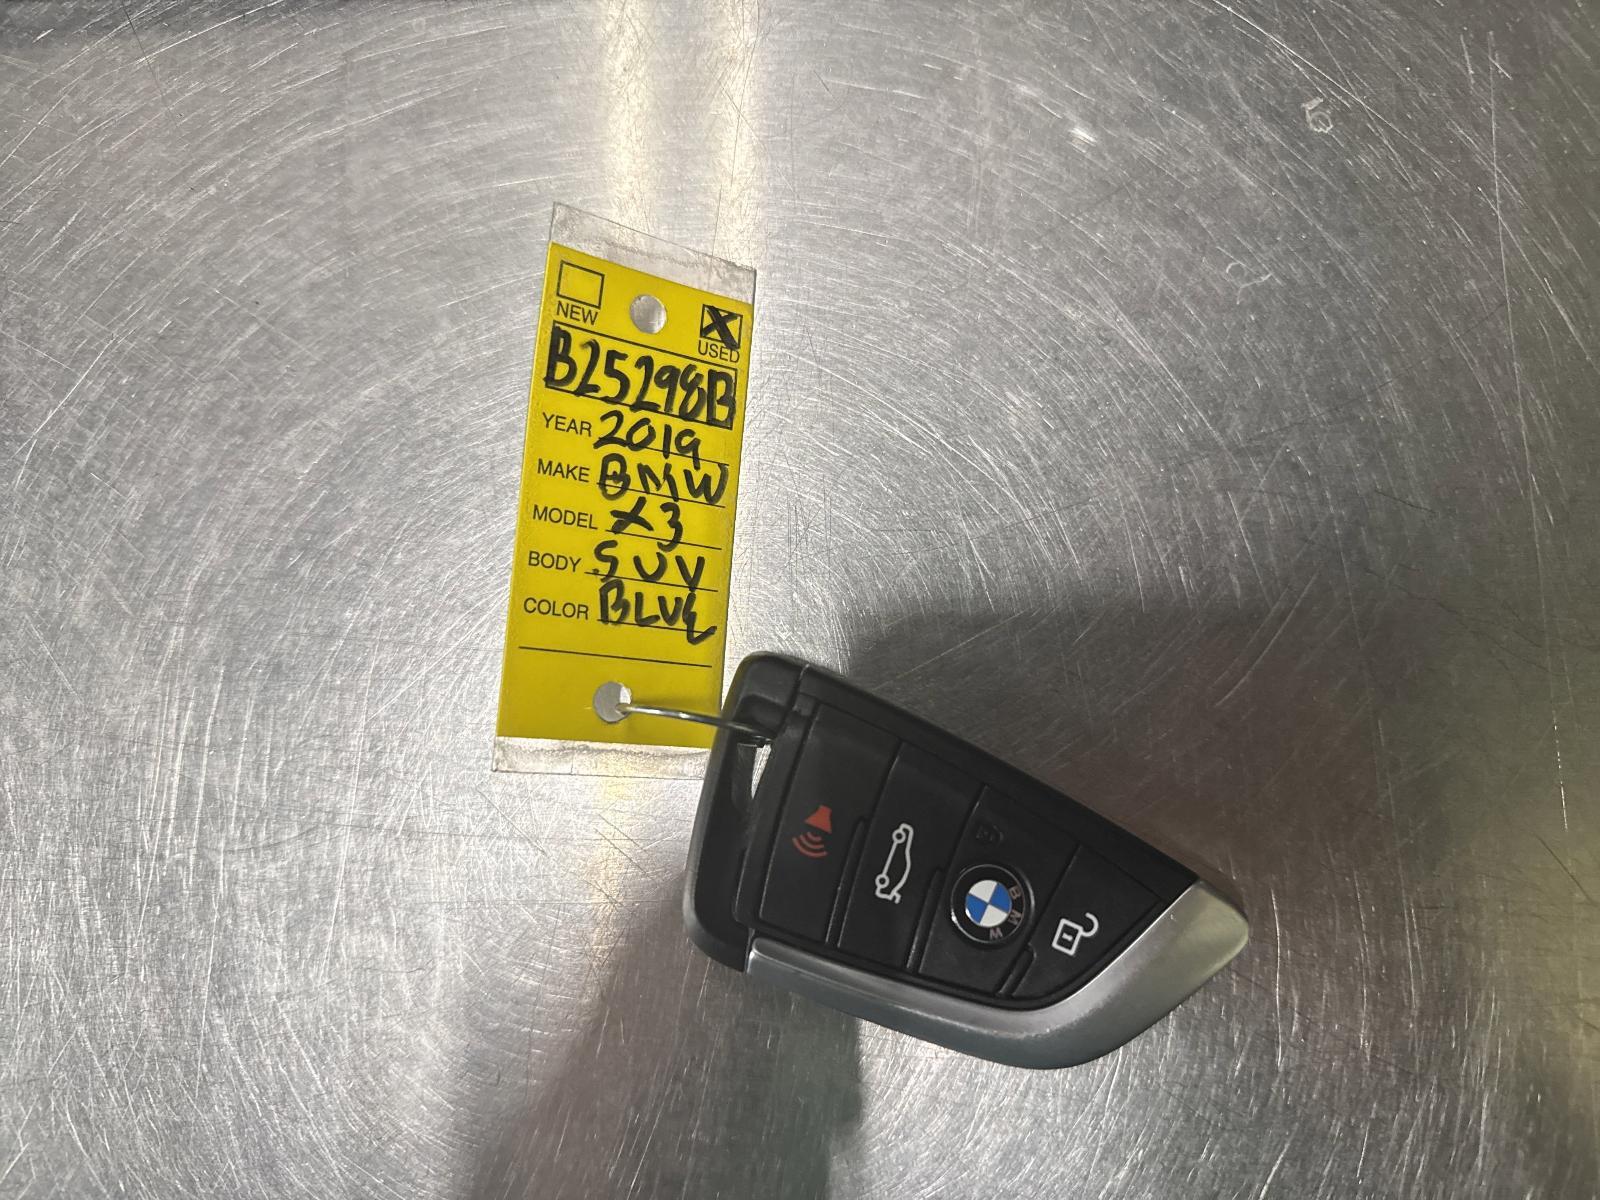 NEW
USED
B25298B
YEAR 2019
MAKE BMW
MODEL X3
BODY SUV
COLOR BLUE
BMW